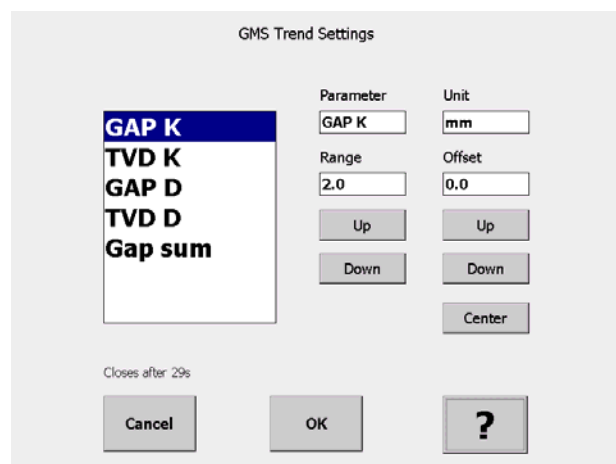 GMS Trend Settings
GAP K
TVD K
GAP D
TVD D
Gap sum
Parameter
Unit
GAP K
mm
Range
Offset
2.0
0.0
Up
Up
Down
Down
Center
Closes after 29s
Cancel
OK
?